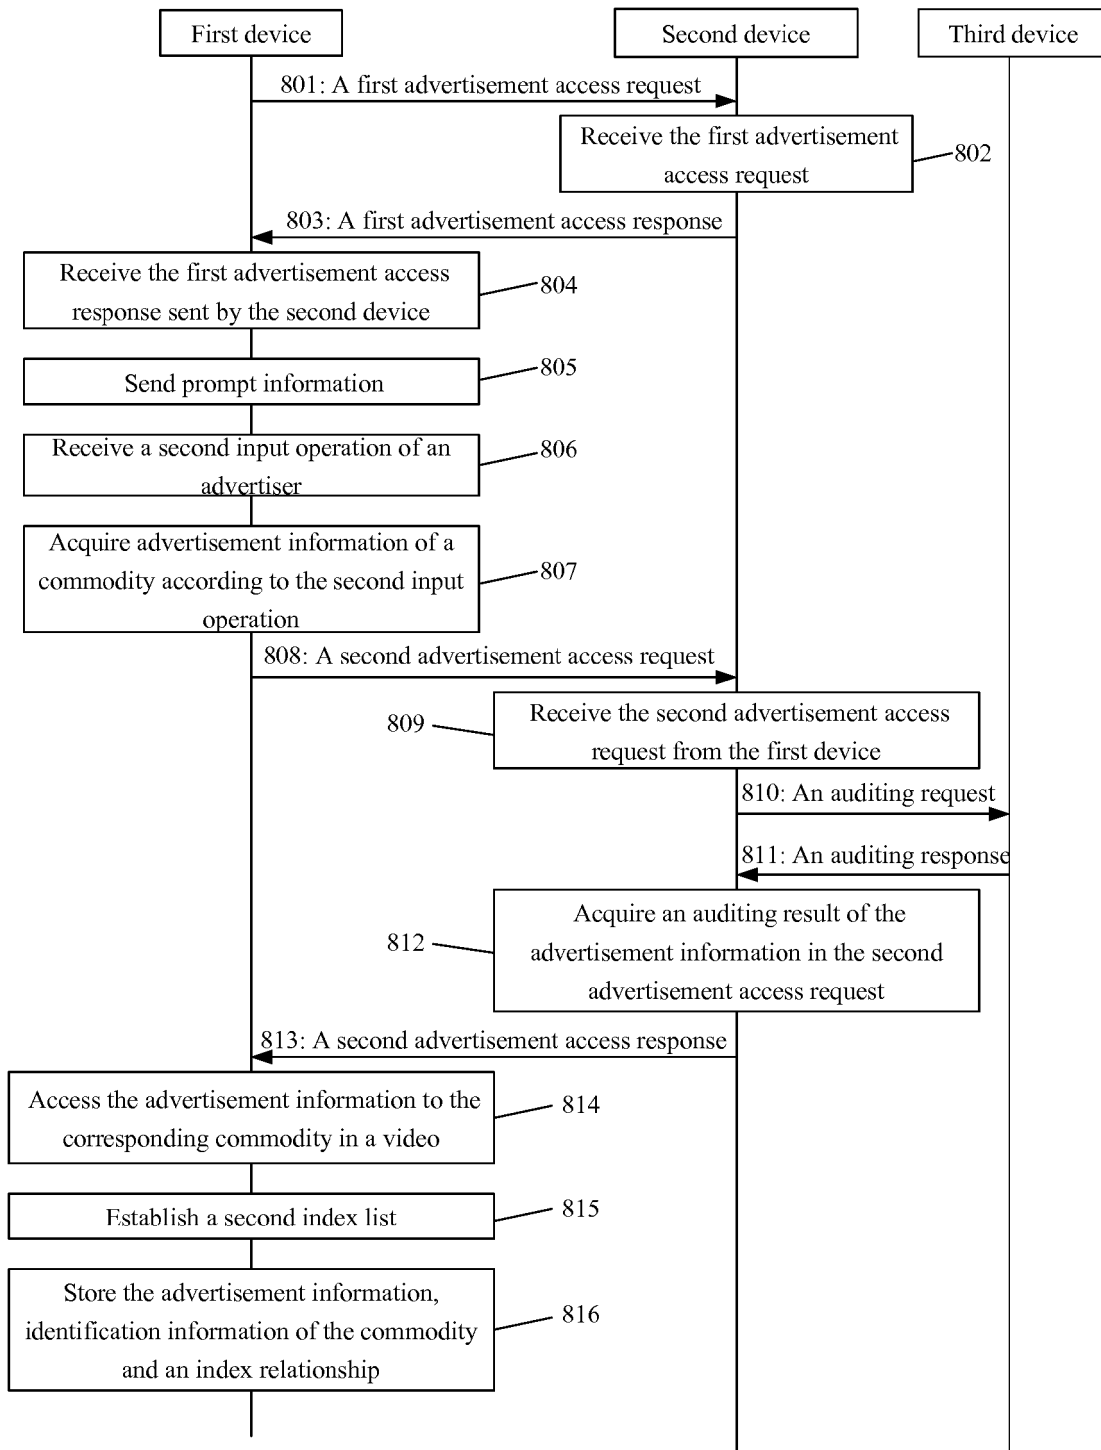 First device
Second device
Third device
801: A first advertisement access request
Receive the first advertisement
access request
802
803: A first advertisement access response
Receive the first advertisement access
response sent by the second device
804
Send prompt information
805
Receive a second input operation of an
advertiser
806
Acquire advertisement information of a
commodity according to the second input
operation
807
808: A second advertisement access request
809
Receive the second advertisement access
request from the first device
810: An auditing request
811: An auditing response
812
Acquire an auditing result of the
advertisement information in the second
advertisement access request
813: A second advertisement access response
Access the advertisement information to the
corresponding commodity in a video
814
Establish a second index list
815
Store the advertisement information,
identification information of the commodity
and an index relationship
816